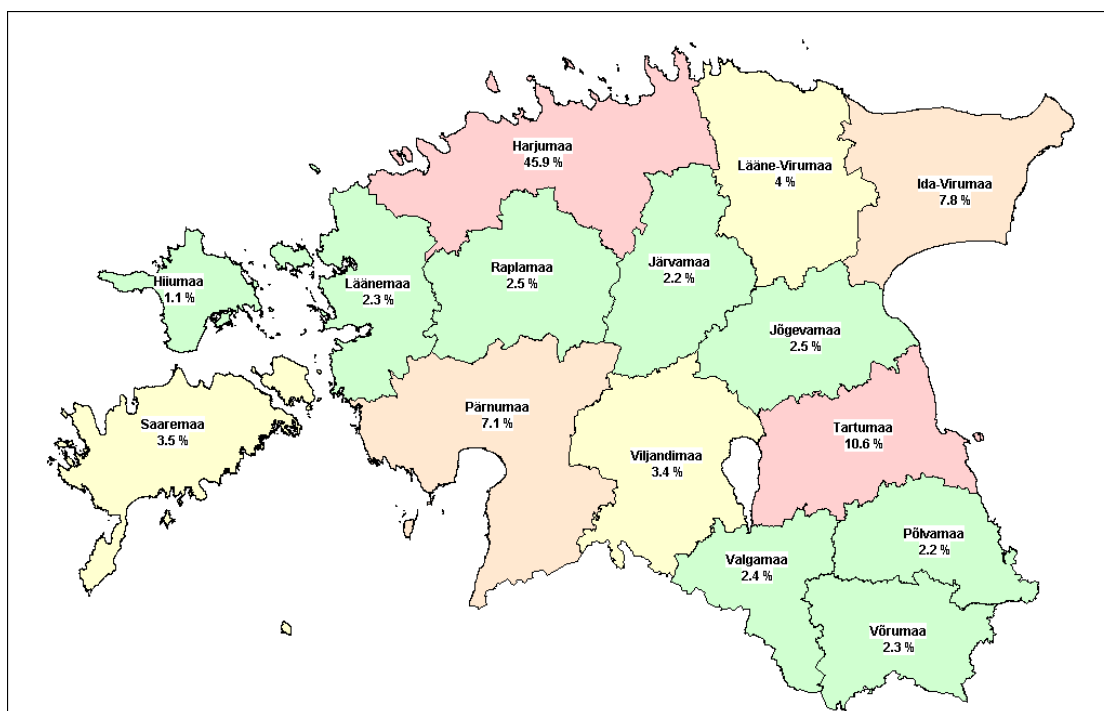 Harjumaa
45.9 %
Lääne-Virumaa
4 %
Ida-Virumaa
7.8 %
Hiiumaa
1.1 %
Läänemaa
2.3 %
Raplamaa
2.5 %
Järvamaa
2.2 %
Jõgevamaa
2.5 %
Saaremaa
3.5 %
Pärnumaa
7.1 %
Viljandimaa
3.4 %
Tartumaa
10.6 %
Valgamaa
2.4 %
Põlvamaa
2.2 %
Võrumaa
2.3 %